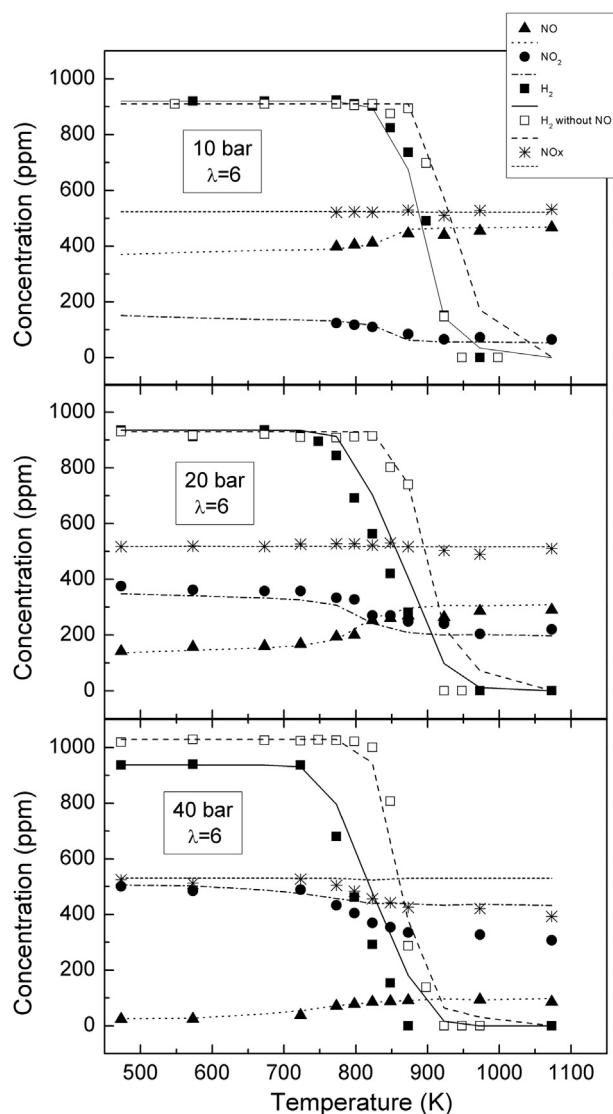 NO
NO2
H2
H2 without NO
NOx
1000
800
600
400
200
0
Concentration (ppm)
10 bar
λ=6
1000
800
600
400
200
0
Concentration (ppm)
20 bar
λ=6
1000
800
600
400
200
0
Concentration (ppm)
40 bar
λ=6
500 600 700 800 900 1000 1100
Temperature (K)